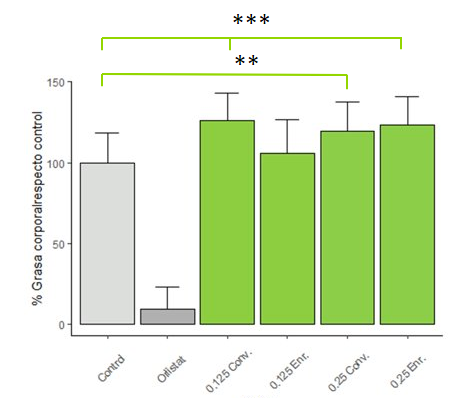 ***
**
% Grasa corporalrespecto control
150
100
50
0
Control
Orlistat
0.125 Conv.
0.125 Enr.
0.25 Conv.
0.25 Enr.